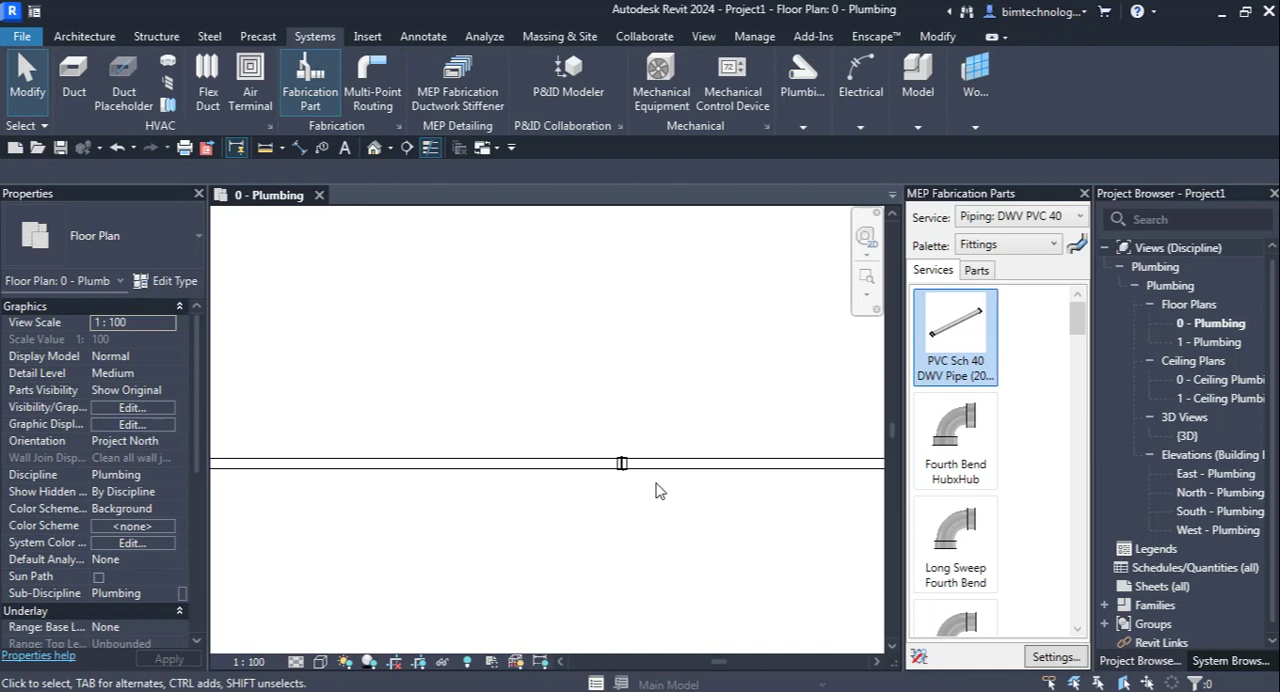 Autodesk Revit 2024 - Project1 - Floor Plan: 0 - Plumbing
bimtechnolog...
File Architecture Structure Steel Precast Systems Insert Annotate Analyze Massing & Site Collaborate View Manage Add-Ins Enscape™ Modify
Modify Duct Duct Placeholder Flex Duct Air Terminal Fabrication Part Multi-Point Routing MEP Fabrication Ductwork Stiffener P&ID Modeler Mechanical Equipment Mechanical Control Device Plumbi... Electrical Model Wo...
Select HVAC Fabrication MEP Detailing P&ID Collaboration Mechanical
Properties
Floor Plan
Floor Plan: 0 - Plumb Edit Type
Graphics
View Scale 1 : 100
Scale Value 1: 100
Display Model Normal
Detail Level Medium
Parts Visibility Show Original
Visibility/Grap... Edit...
Graphic Displ... Edit...
Orientation Project North
Wall Join Disp... Clean all wall j...
Discipline Plumbing
Show Hidden ... By Discipline
Color Scheme... Background
Color Scheme <none>
System Color ... Edit...
Default Analy... None
Sun Path
Sub-Discipline Plumbing
Underlay
Range: Base L... None
Range: Top Le... Unbounded
Properties help Apply
0 - Plumbing
1 : 100
MEP Fabrication Parts
Service: Piping: DWV PVC 40
Palette: Fittings
Services Parts
PVC Sch 40
DWV Pipe (20...
Fourth Bend
HubxHub
Long Sweep
Fourth Bend
Settings...
Project Browser - Project1
Search
Views (Discipline)
Plumbing
Plumbing
Floor Plans
0 - Plumbing
1 - Plumbing
Ceiling Plans
0 - Ceiling Plumbi
1 - Ceiling Plumbi
3D Views
{3D}
Elevations (Building
East - Plumbing
North - Plumbing
South - Plumbing
West - Plumbing
Legends
Schedules/Quantities (all)
Sheets (all)
Families
Groups
Revit Links
Project Browse... System Brows...
Click to select, TAB for alternates, CTRL adds, SHIFT unselects. Main Model :0